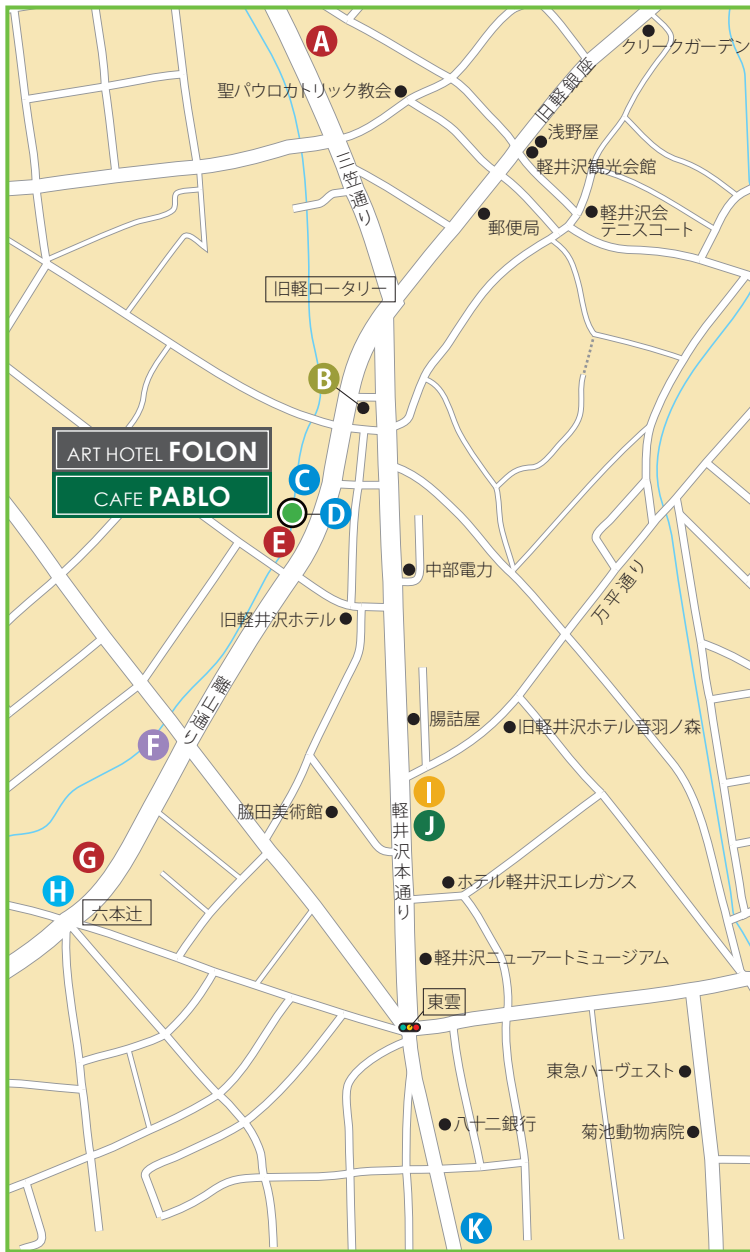 A
クリークガーデン
聖パウロカトリック教会
旧軽銀座
浅野屋
軽井沢観光会館
三笠通り
郵便局
軽井沢会
テニスコート
旧軽ロータリー
B
ART HOTEL FOLON
CAFE PABLO
C
D
E
中部電力
万平通り
旧軽井沢ホテル
離山通り
腸詰屋
旧軽井沢ホテル音羽ノ森
F
I
脇田美術館
J
軽井沢本通り
G
H
ホテル軽井沢エレガンス
六本辻
軽井沢ニューアートミュージアム
東雲
東急ハーヴェスト
八十二銀行
菊池動物病院
K